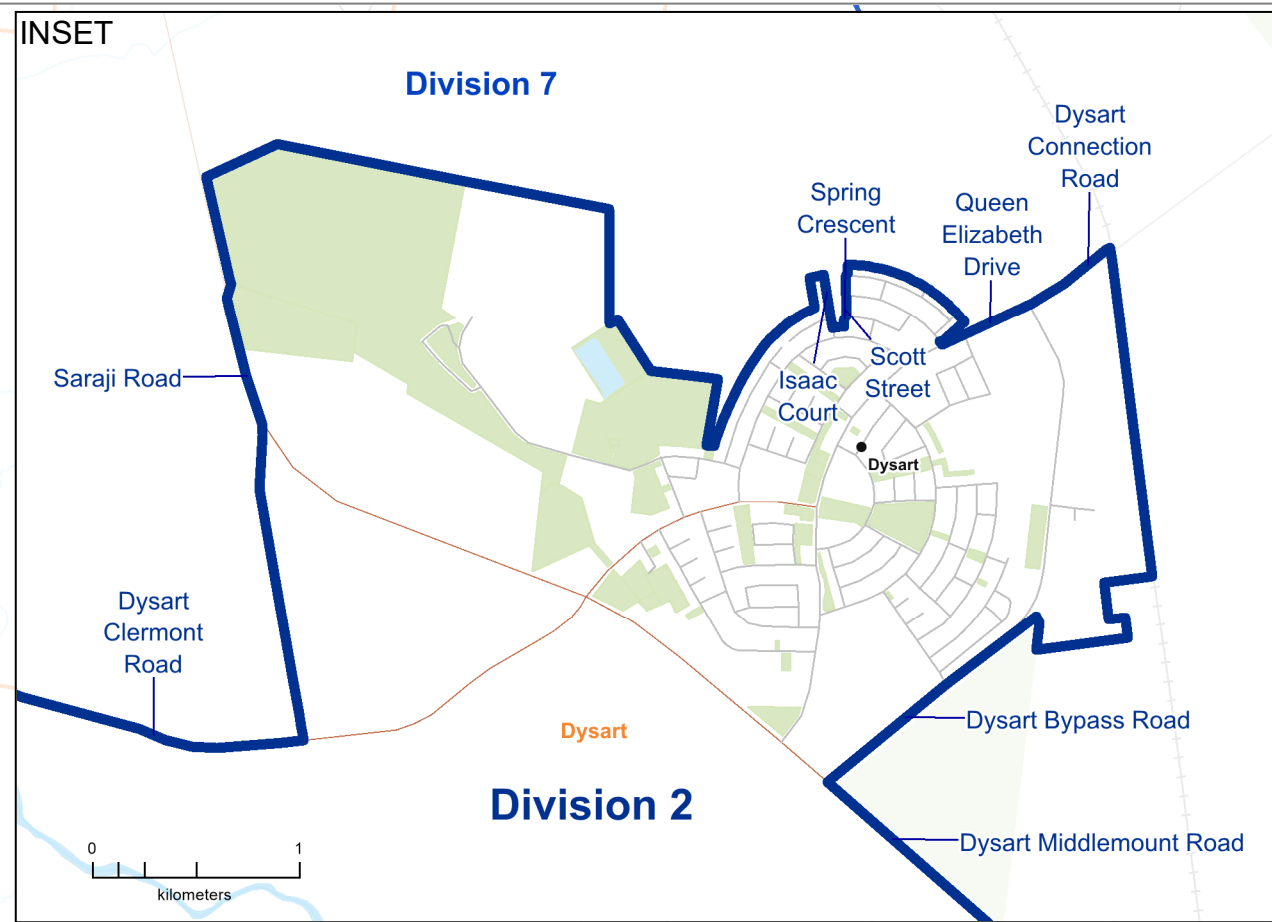 INSET
Division 7
Dysart
Connection
Road
Spring
Crescent
Queen
Elizabeth
Drive
Saraji Road
Scott
Street
Isaac
Court
Dysart
Dysart
Clermont
Road
Dysart Bypass Road
Dysart
Division 2
Dysart Middlemount Road
0 1
kilometers